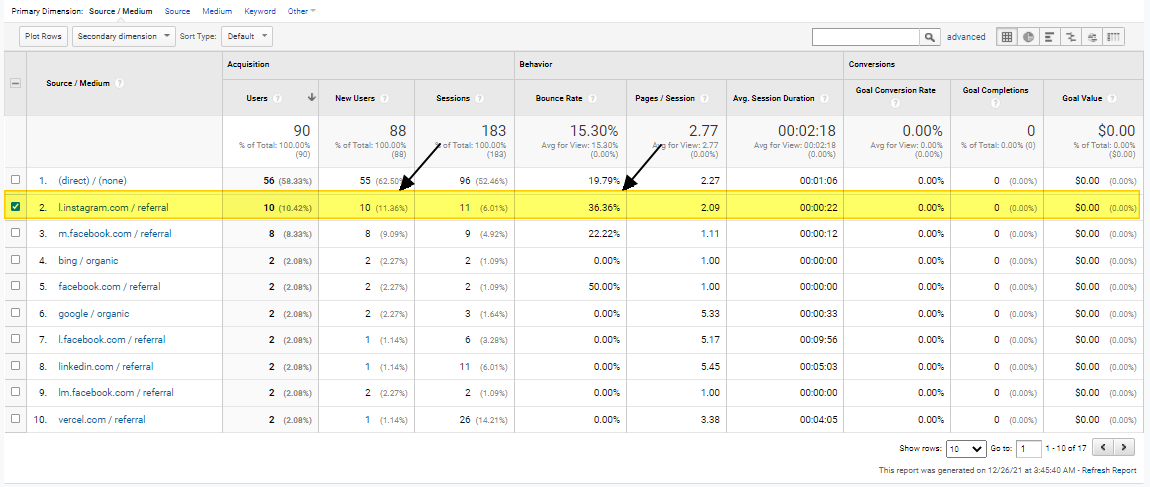 Primary Dimension: Source / Medium Source Medium Keyword Other
Plot Rows Secondary dimension Sort Type: Default advanced
Source / Medium ? Acquisition Behavior Conversions
Users ? New Users ? Sessions ? Bounce Rate ? Pages / Session ? Avg. Session Duration ? Goal Conversion Rate ? Goal Completions ? Goal Value ?
90 88 183 15.30% 2.77 00:02:18 0.00% 0 $0.00
% of Total: 100.00% % of Total: 100.00% % of Total: 100.00% Avg for View: 15.30% Avg for View: 2.77 Avg for View: 00:02:18 Avg for View: 0.00% % of Total: 0.00% (0) % of Total: 0.00%
(90) (88) (183) (0.00%) (0.00%) (0.00%) (0.00%) ($0.00)
1. (direct) / (none) 56 (58.33%) 55 (62.50%) 96 (52.46%) 19.79% 2.27 00:01:06 0.00% 0 (0.00%) $0.00 (0.00%)
2. l.instagram.com / referral 10 (10.42%) 10 (11.36%) 11 (6.01%) 36.36% 2.09 00:00:22 0.00% 0 (0.00%) $0.00 (0.00%)
3. m.facebook.com / referral 8 (8.33%) 8 (9.09%) 9 (4.92%) 22.22% 1.11 00:00:12 0.00% 0 (0.00%) $0.00 (0.00%)
4. bing / organic 2 (2.08%) 2 (2.27%) 2 (1.09%) 0.00% 1.00 00:00:00 0.00% 0 (0.00%) $0.00 (0.00%)
5. facebook.com / referral 2 (2.08%) 2 (2.27%) 2 (1.09%) 50.00% 1.00 00:00:00 0.00% 0 (0.00%) $0.00 (0.00%)
6. google / organic 2 (2.08%) 2 (2.27%) 3 (1.64%) 0.00% 5.33 00:00:33 0.00% 0 (0.00%) $0.00 (0.00%)
7. l.facebook.com / referral 2 (2.08%) 1 (1.14%) 6 (3.28%) 0.00% 5.17 00:09:56 0.00% 0 (0.00%) $0.00 (0.00%)
8. linkedin.com / referral 2 (2.08%) 2 (2.27%) 11 (6.01%) 0.00% 5.45 00:05:03 0.00% 0 (0.00%) $0.00 (0.00%)
9. lm.facebook.com / referral 2 (2.08%) 2 (2.27%) 2 (1.09%) 0.00% 1.00 00:00:00 0.00% 0 (0.00%) $0.00 (0.00%)
10. vercel.com / referral 2 (2.08%) 1 (1.14%) 26 (14.21%) 0.00% 3.38 00:04:05 0.00% 0 (0.00%) $0.00 (0.00%)
Show rows: 10 Go to: 1 1 - 10 of 17
This report was generated on 12/26/21 at 3:45:40 AM - Refresh Report